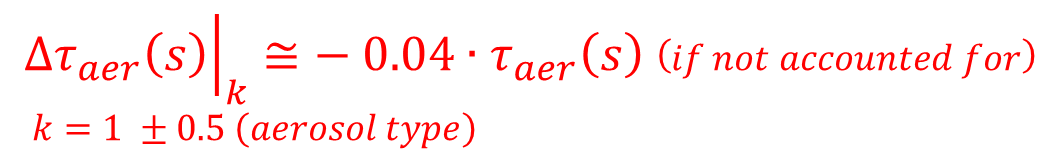 Δτ_aer(s)|_k ≅ − 0.04 · τ_aer(s) (if not accounted for)
k = 1 ± 0.5 (aerosol type)